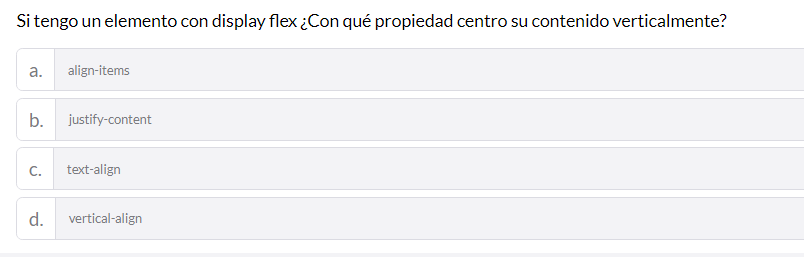 Si tengo un elemento con display flex ¿Con qué propiedad centro su contenido verticalmente?
a. align-items
b. justify-content
c. text-align
d. vertical-align